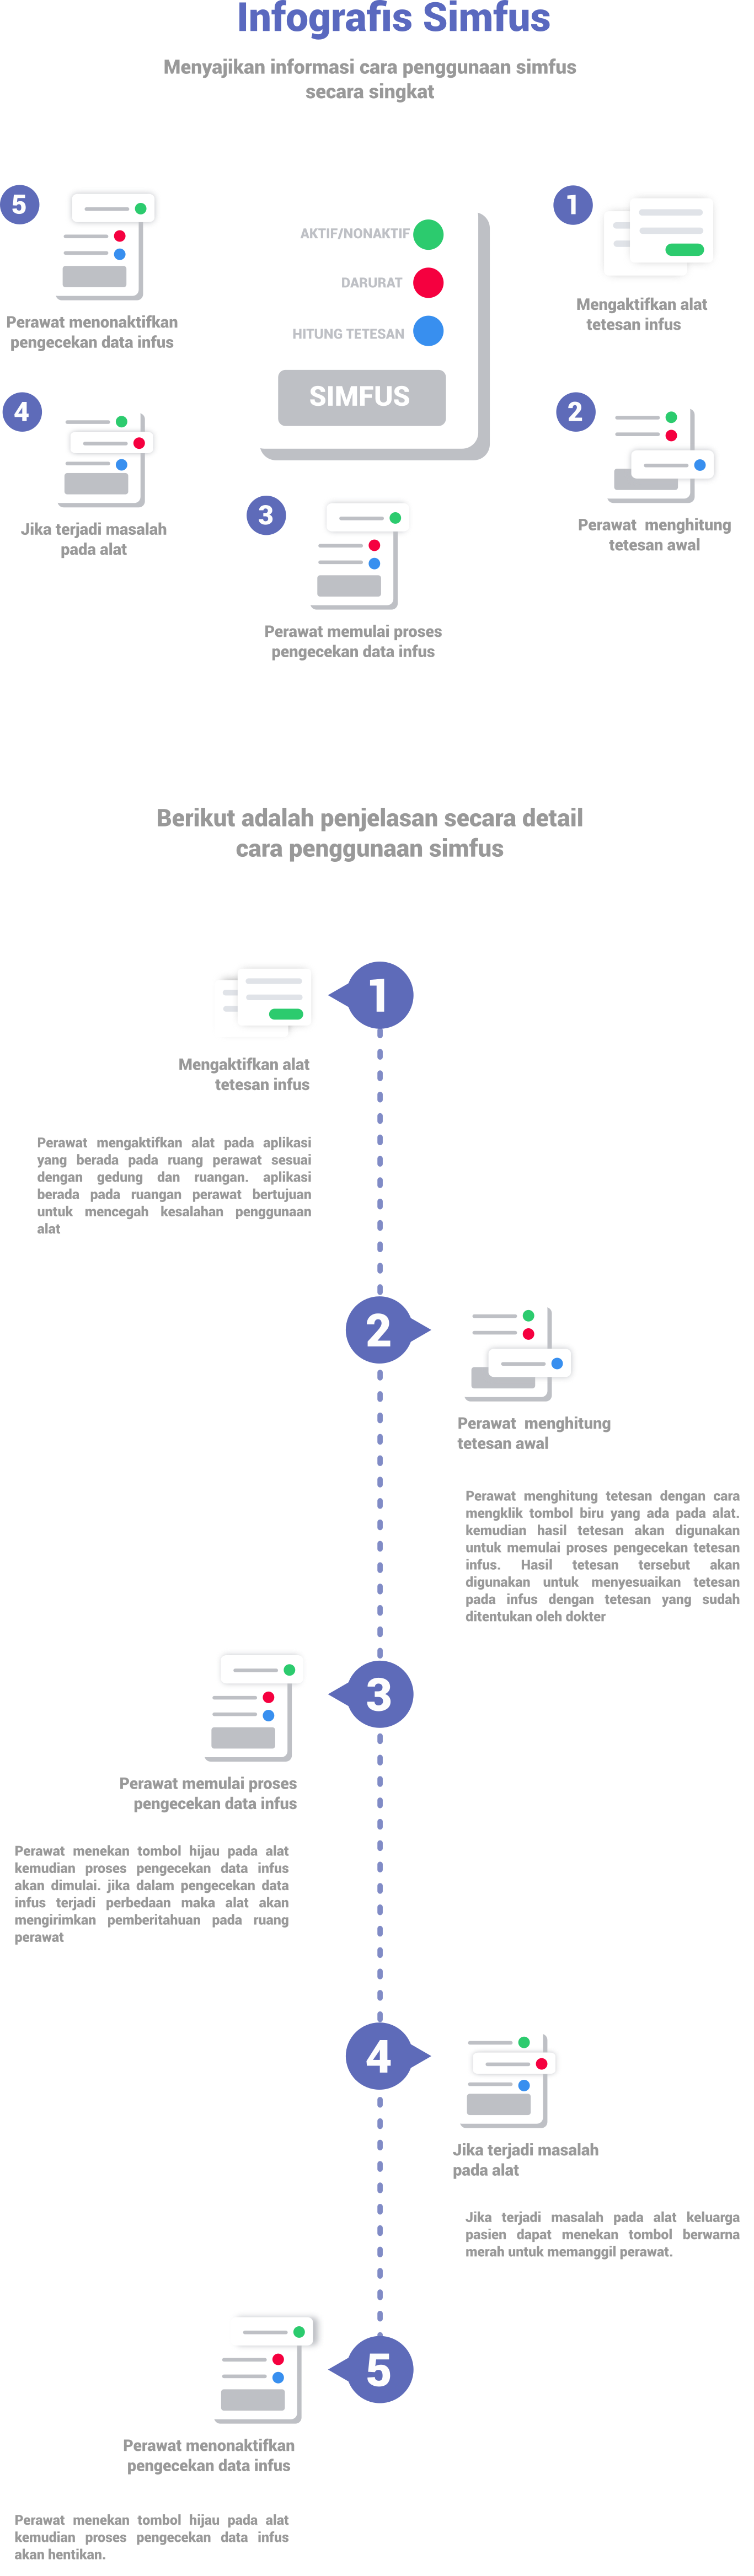 Infografis Simfus
Menyajikan informasi cara penggunaan simfus
secara singkat
1
Mengaktifkan alat
tetesan infus
2
Perawat menghitung
tetesan awal
3
Perawat memulai proses
pengecekan data infus
4
Jika terjadi masalah
pada alat
5
Perawat menonaktifkan
pengecekan data infus
AKTIF/NONAKTIF
DARURAT
HITUNG TETESAN
SIMFUS
Berikut adalah penjelasan secara detail
cara penggunaan simfus
1
Mengaktifkan alat
tetesan infus
Perawat mengaktifkan alat pada aplikasi
yang berada pada ruang perawat sesuai
dengan gedung dan ruangan. aplikasi
berada pada ruangan perawat bertujuan
untuk mencegah kesalahan penggunaan
alat
2
Perawat menghitung
tetesan awal
Perawat menghitung tetesan dengan cara
mengklik tombol biru yang ada pada alat.
kemudian hasil tetesan akan digunakan
untuk memulai proses pengecekan tetesan
infus. Hasil tetesan tersebut akan
digunakan untuk menyesuaikan tetesan
pada infus dengan tetesan yang sudah
ditentukan oleh dokter
3
Perawat memulai proses
pengecekan data infus
Perawat menekan tombol hijau pada alat
kemudian proses pengecekan data infus
akan dimulai. jika dalam pengecekan data
infus terjadi perbedaan maka alat akan
mengirimkan pemberitahuan pada ruang
perawat
4
Jika terjadi masalah
pada alat
Jika terjadi masalah pada alat keluarga
pasien dapat menekan tombol berwarna
merah untuk memanggil perawat.
5
Perawat menonaktifkan
pengecekan data infus
Perawat menekan tombol hijau pada alat
kemudian proses pengecekan data infus
akan hentikan.